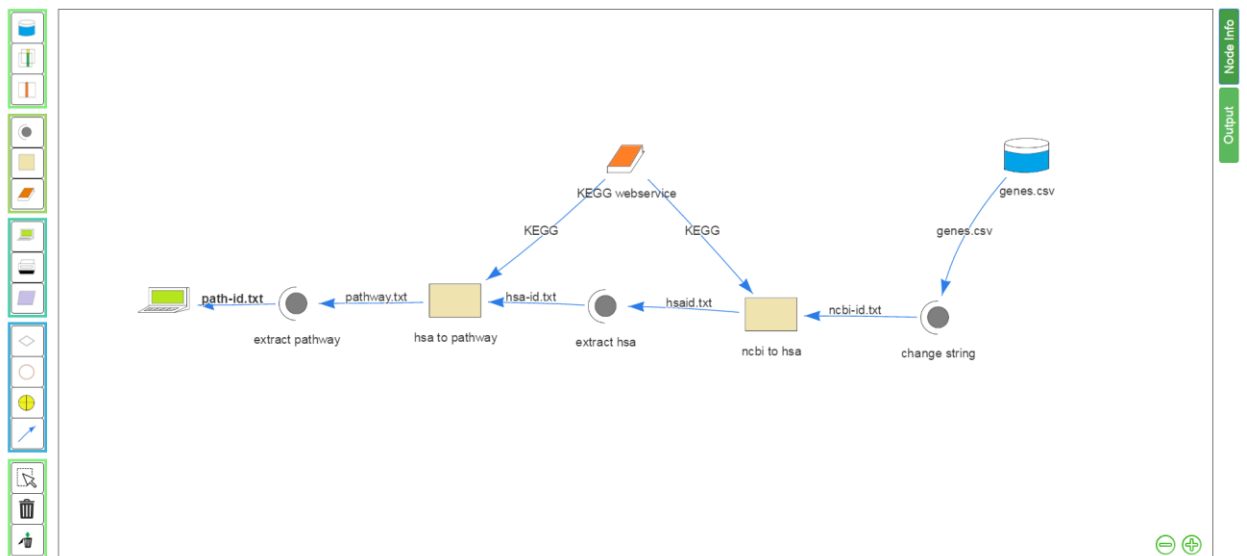 Node Info
Output
KEGG webservice
genes.csv
KEGG
KEGG
genes.csv
path-id.txt
pathway.txt
hsa-id.txt
hsaid.txt
ncbi-id.txt
extract pathway
hsa to pathway
extract hsa
ncbi to hsa
change string